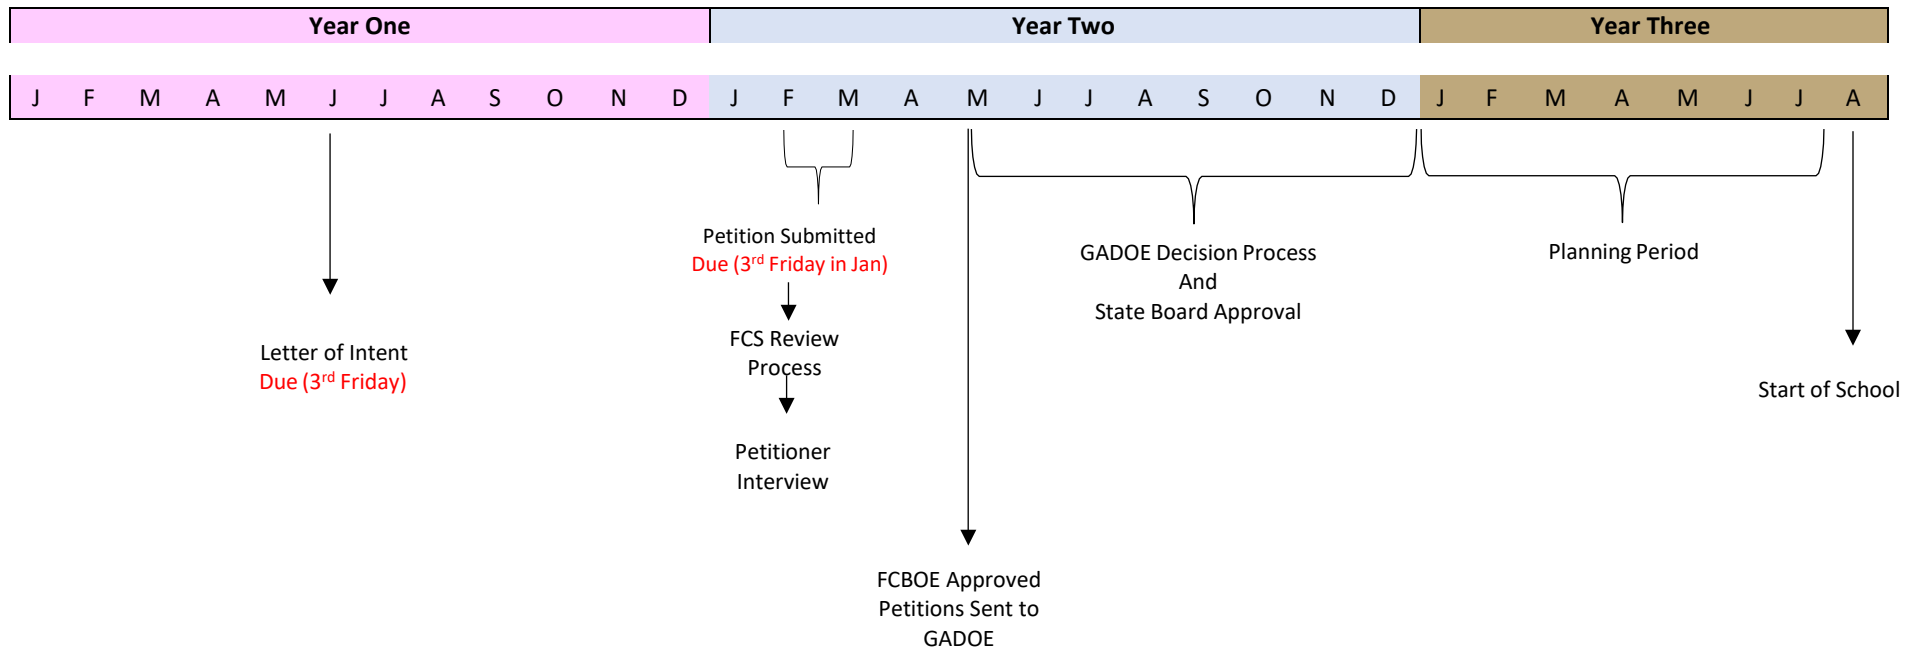 Year One Year Two Year Three
J F M A M J J A S O N D J F M A M J J A S O N D J F M A M J J A
Petition Submitted
Due (3rd Friday in Jan)
FCS Review
Process
Petitioner
Interview
GADOE Decision Process
And
State Board Approval
Planning Period
Letter of Intent
Due (3rd Friday)
Start of School
FCBOE Approved
Petitions Sent to
GADOE